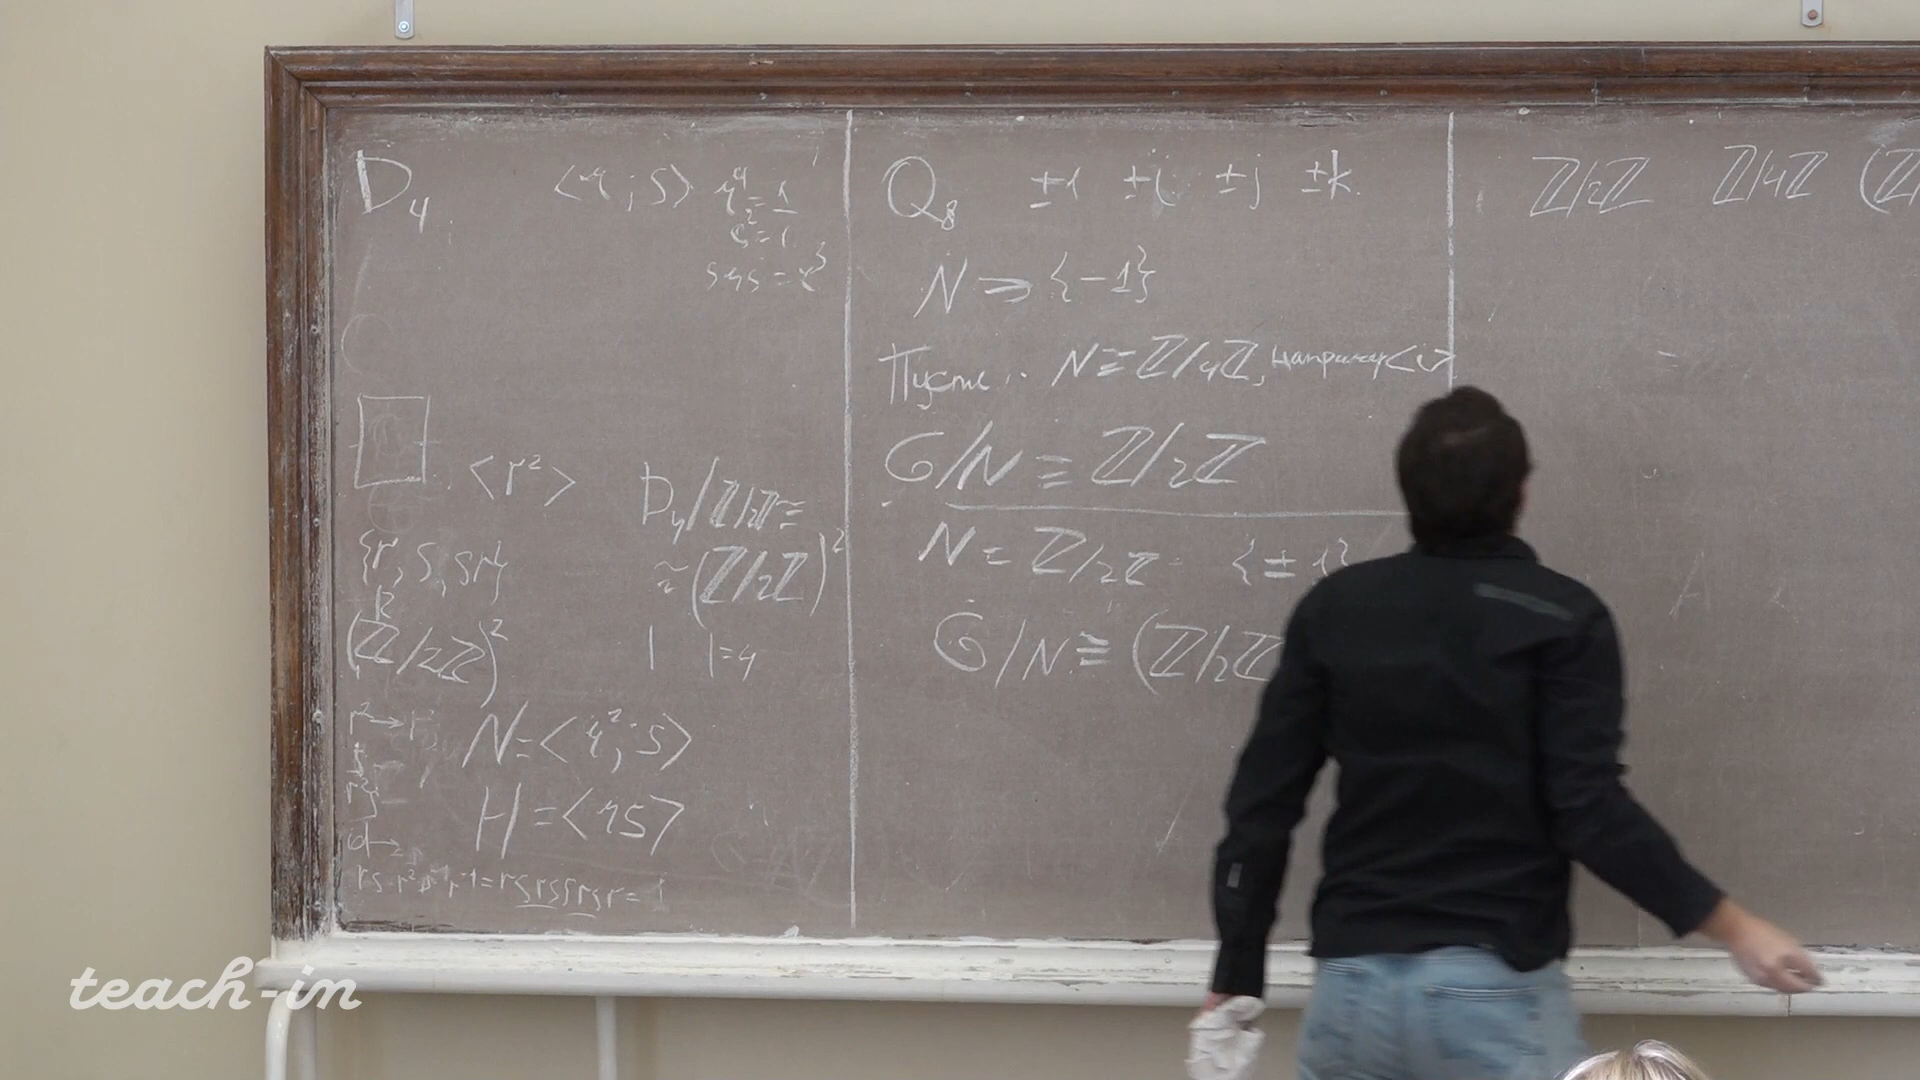 D₄ ⟨r; s⟩ r⁴ = 1
s² = 1
srs = r³
⟨r²⟩ D₄/ℤ/2ℤ ≅
≅ (ℤ/2ℤ)²
{r, s, sr}
(ℤ/2ℤ)² | |=4
N=⟨r²; s⟩
H=⟨rs⟩
Q₈ ±1 ±i ±j ±k
N ∋ {-1}
Пусть N ≅ ℤ/4ℤ, например ⟨i⟩
G/N ≅ ℤ/2ℤ
N = ℤ/2ℤ {±1}
G/N ≅ (ℤ/2ℤ
ℤ/2ℤ ℤ/4ℤ (ℤ/
teach-in